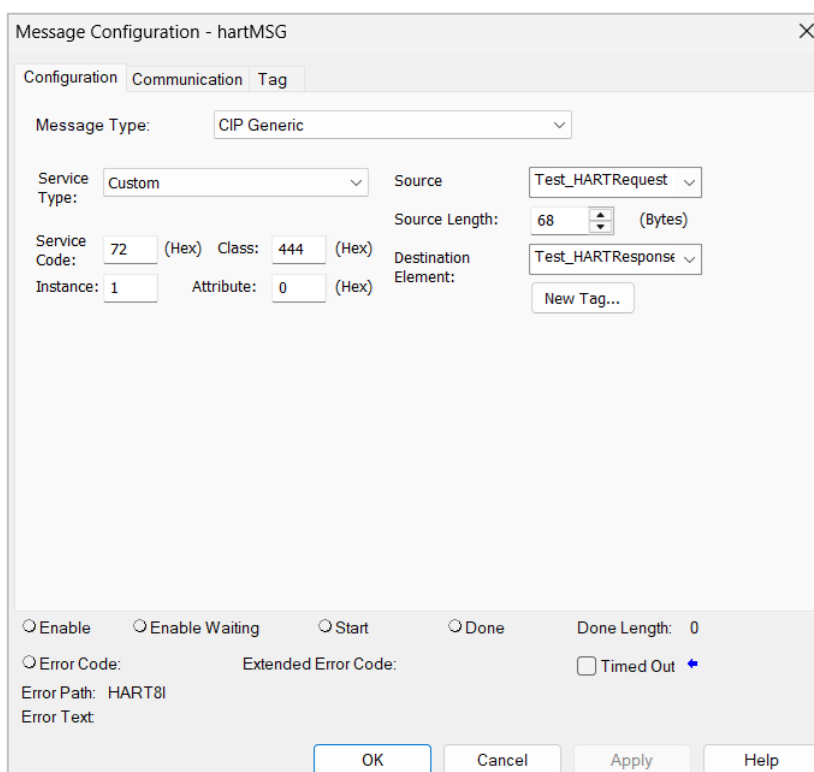 Message Configuration - hartMSG
Configuration Communication Tag
Message Type: CIP Generic
Service Type: Custom
Source Test_HARTRequest
Source Length: 68 (Bytes)
Service Code: 72 (Hex) Class: 444 (Hex)
Destination Element: Test_HARTResponse
Instance: 1 Attribute: 0 (Hex)
New Tag...
Enable Enable Waiting Start Done Done Length: 0
Error Code: Extended Error Code: Timed Out
Error Path: HART8I
Error Text:
OK Cancel Apply Help